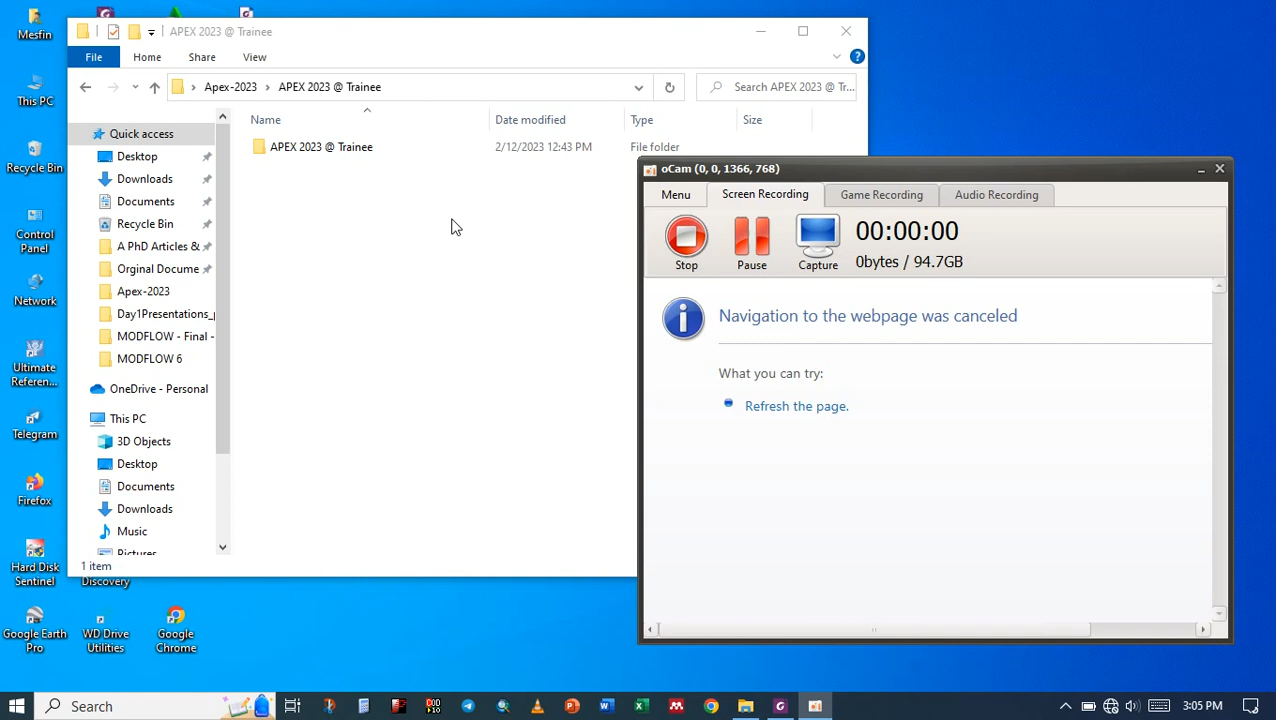 Mesfin
This PC
Recycle Bin
Control
Panel
Network
Ultimate
Referen...
Telegram
Firefox
Hard Disk
Sentinel
Discovery
Google Earth
Pro
WD Drive
Utilities
Google
Chrome
APEX 2023 @ Trainee
File
Home
Share
View
Apex-2023 › APEX 2023 @ Trainee
Search APEX 2023 @ Tr...
Name
Date modified
Type
Size
APEX 2023 @ Trainee
2/12/2023 12:43 PM
File folder
Quick access
Desktop
Downloads
Documents
Recycle Bin
A PhD Articles &
Orginal Docume
Apex-2023
Day1Presentations_p
MODFLOW - Final -
MODFLOW 6
OneDrive - Personal
This PC
3D Objects
Desktop
Documents
Downloads
Music
Pictures
1 item
oCam (0, 0, 1366, 768)
Menu
Screen Recording
Game Recording
Audio Recording
Stop
Pause
Capture
00:00:00
0bytes / 94.7GB
Navigation to the webpage was canceled
What you can try:
Refresh the page.
Search
3:05 PM